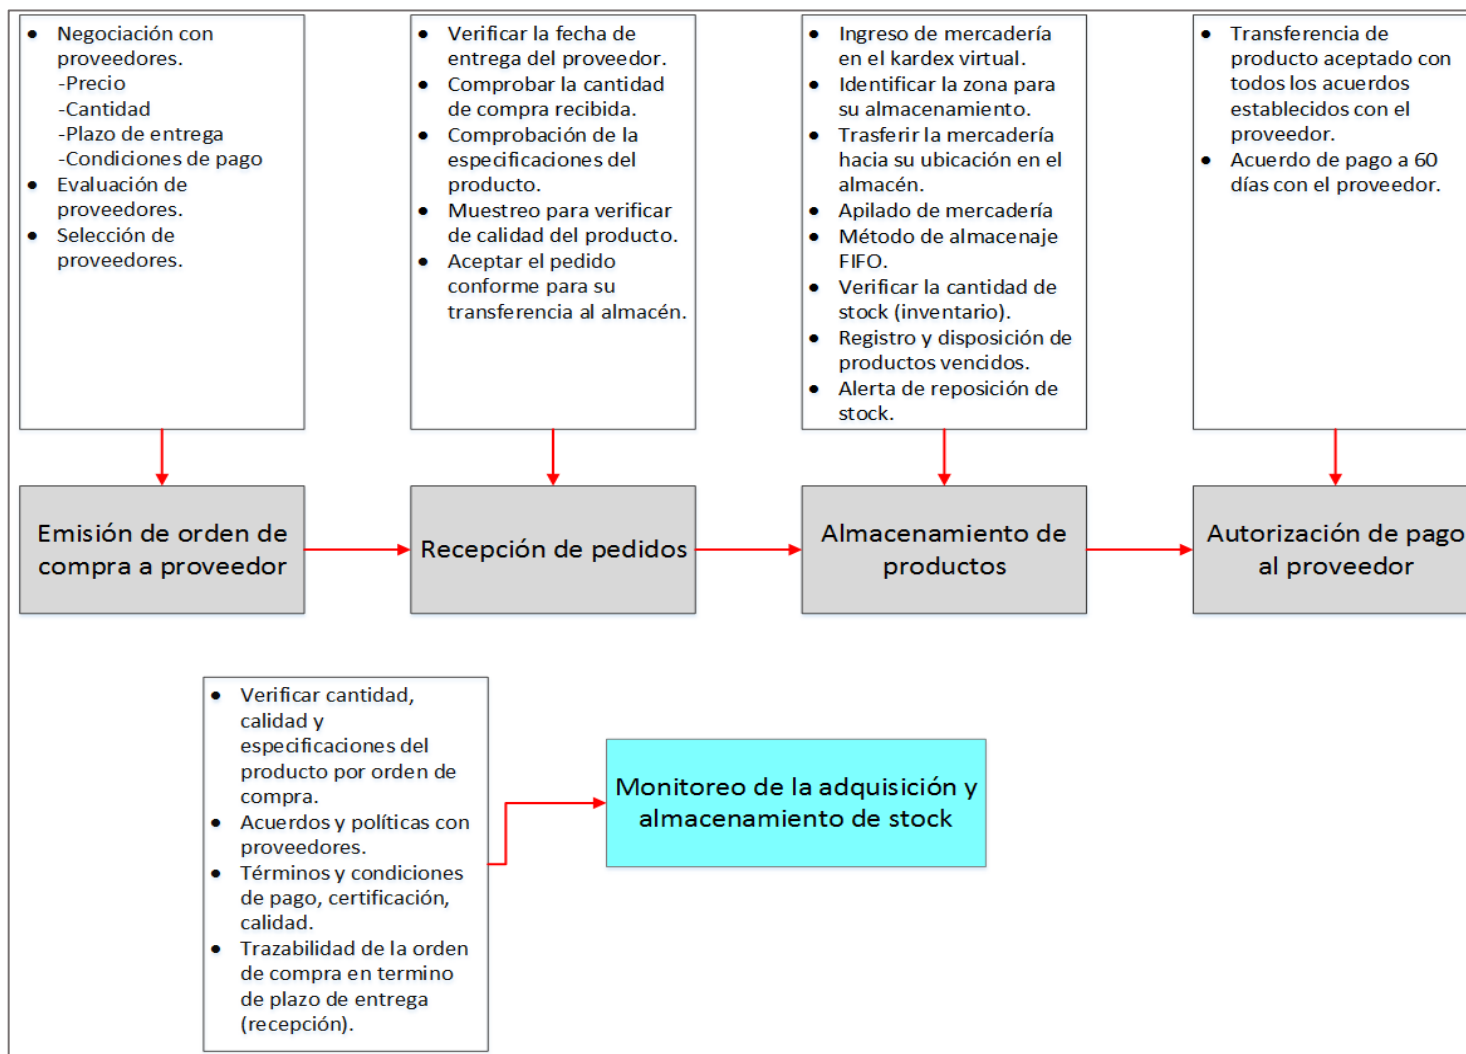 Negociación con
proveedores.
-Precio
-Cantidad
-Plazo de entrega
-Condiciones de pago
Evaluación de
proveedores.
Selección de
proveedores.
Verificar la fecha de
entrega del proveedor.
Comprobar la cantidad
de compra recibida.
Comprobación de la
especificaciones del
producto.
Muestreo para verificar
de calidad del producto.
Aceptar el pedido
conforme para su
transferencia al almacén.
Ingreso de mercadería
en el kardex virtual.
Identificar la zona para
su almacenamiento.
Trasferir la mercadería
hacia su ubicación en el
almacén.
Apilado de mercadería
Método de almacenaje
FIFO.
Verificar la cantidad de
stock (inventario).
Registro y disposición de
productos vencidos.
Alerta de reposición de
stock.
Transferencia de
producto aceptado con
todos los acuerdos
establecidos con el
proveedor.
Acuerdo de pago a 60
días con el proveedor.
Emisión de orden de
compra a proveedor
Recepción de pedidos
Almacenamiento de
productos
Autorización de pago
al proveedor
Verificar cantidad,
calidad y
especificaciones del
producto por orden de
compra.
Acuerdos y políticas con
proveedores.
Términos y condiciones
de pago, certificación,
calidad.
Trazabilidad de la orden
de compra en termino
de plazo de entrega
(recepción).
Monitoreo de la adquisición y
almacenamiento de stock